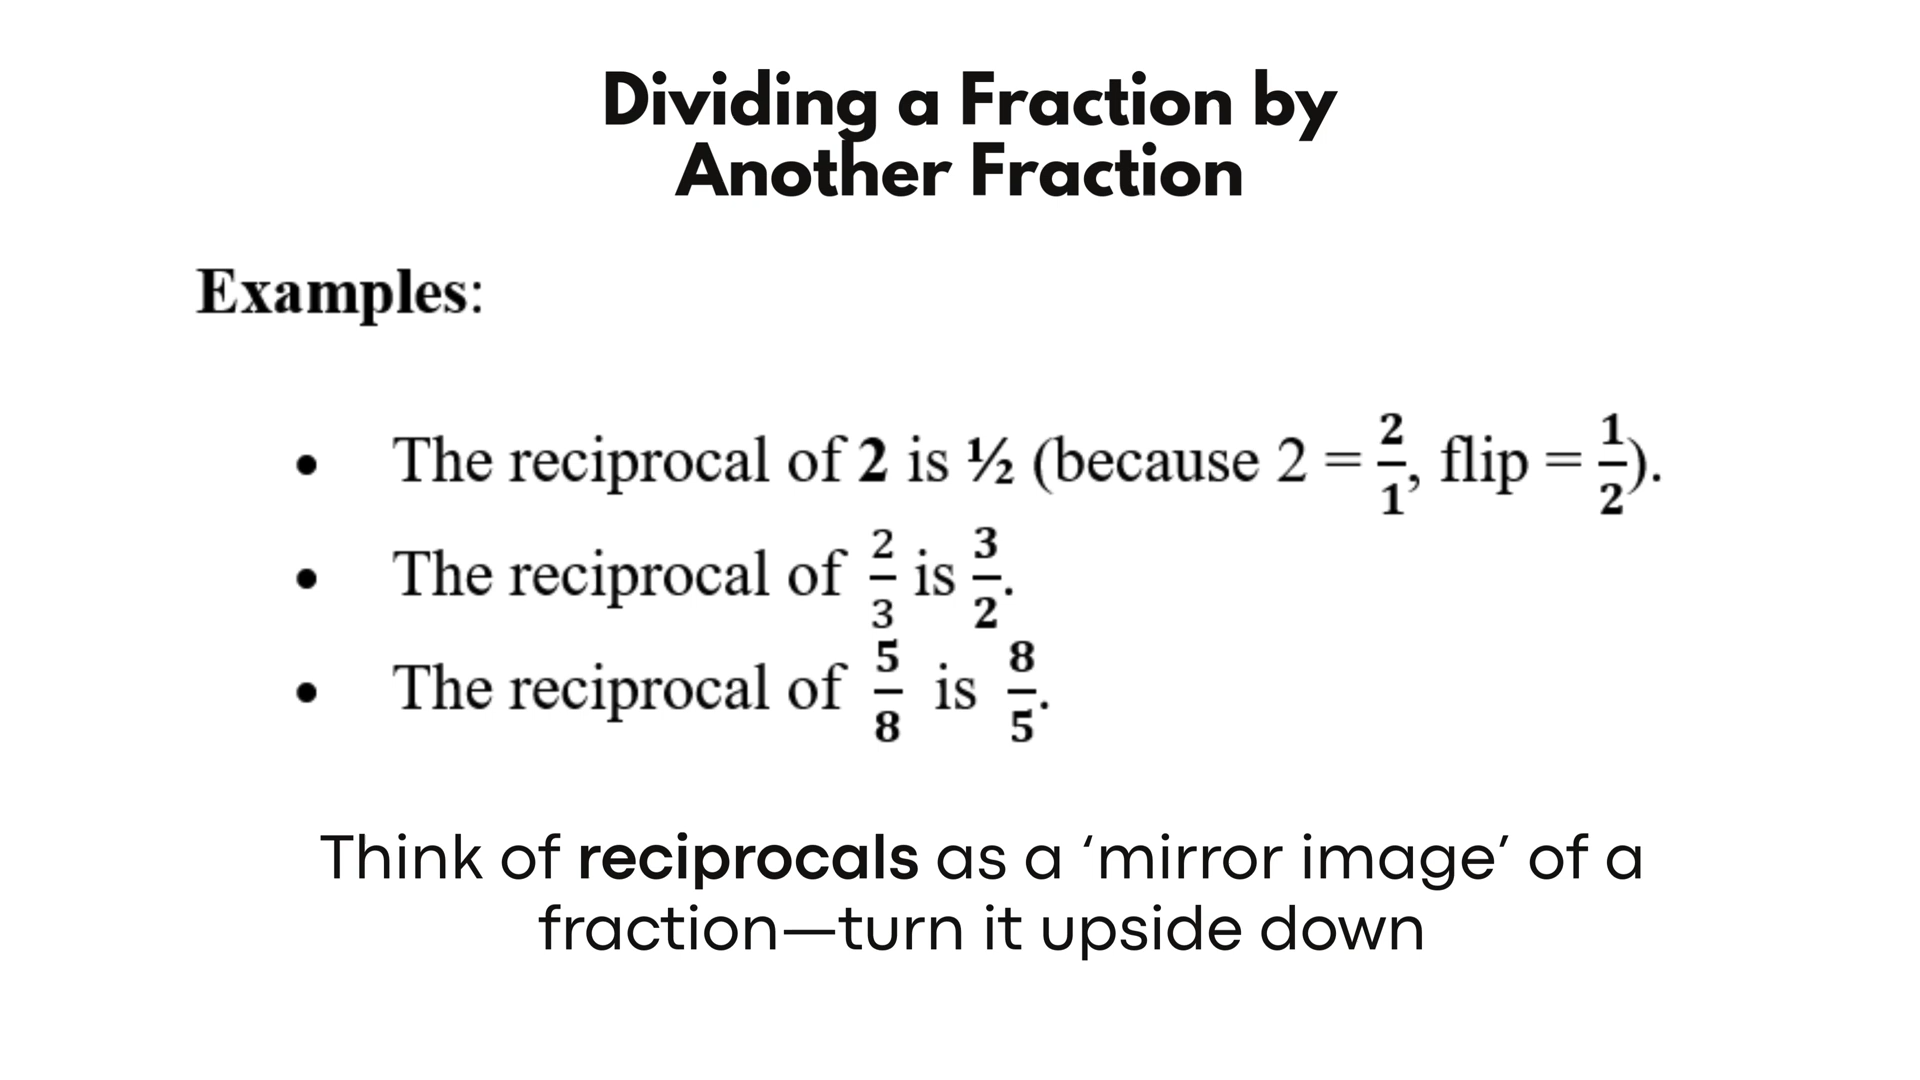 Dividing a Fraction by
Another Fraction
Examples:
• The reciprocal of 2 is ½ (because 2 = 2/1, flip = 1/2).
• The reciprocal of 2/3 is 3/2.
• The reciprocal of 5/8 is 8/5.
Think of reciprocals as a ‘mirror image’ of a
fraction—turn it upside down